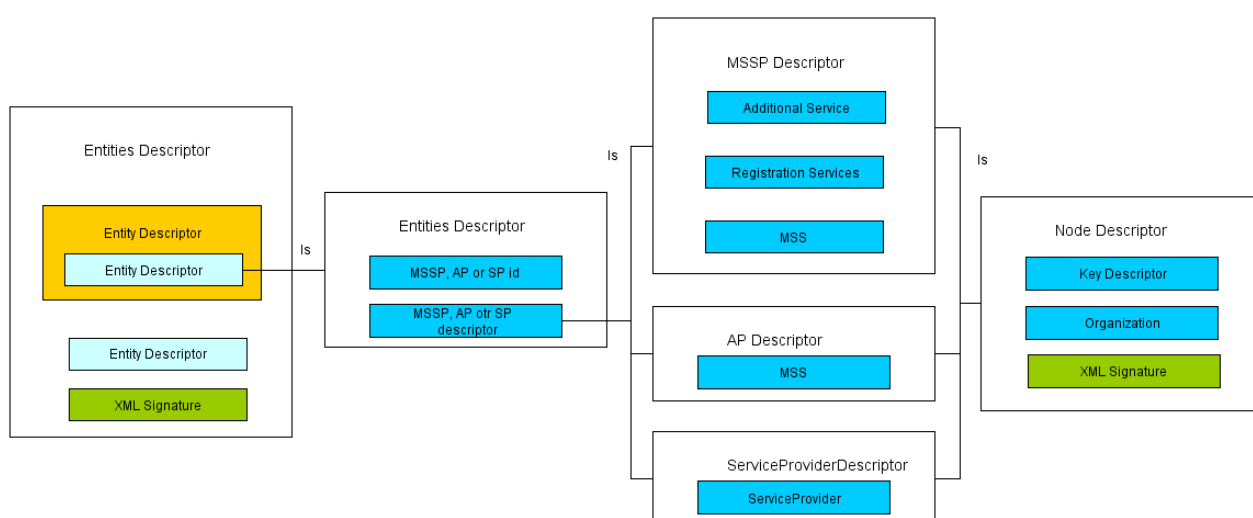 Entities Descriptor
Entity Descriptor
Entity Descriptor
Entity Descriptor
XML Signature
Is
Entities Descriptor
MSSP, AP or SP id
MSSP, AP otr SP
descriptor
Is
MSSP Descriptor
Additional Service
Registration Services
MSS
AP Descriptor
MSS
ServiceProviderDescriptor
ServiceProvider
Is
Node Descriptor
Key Descriptor
Organization
XML Signature